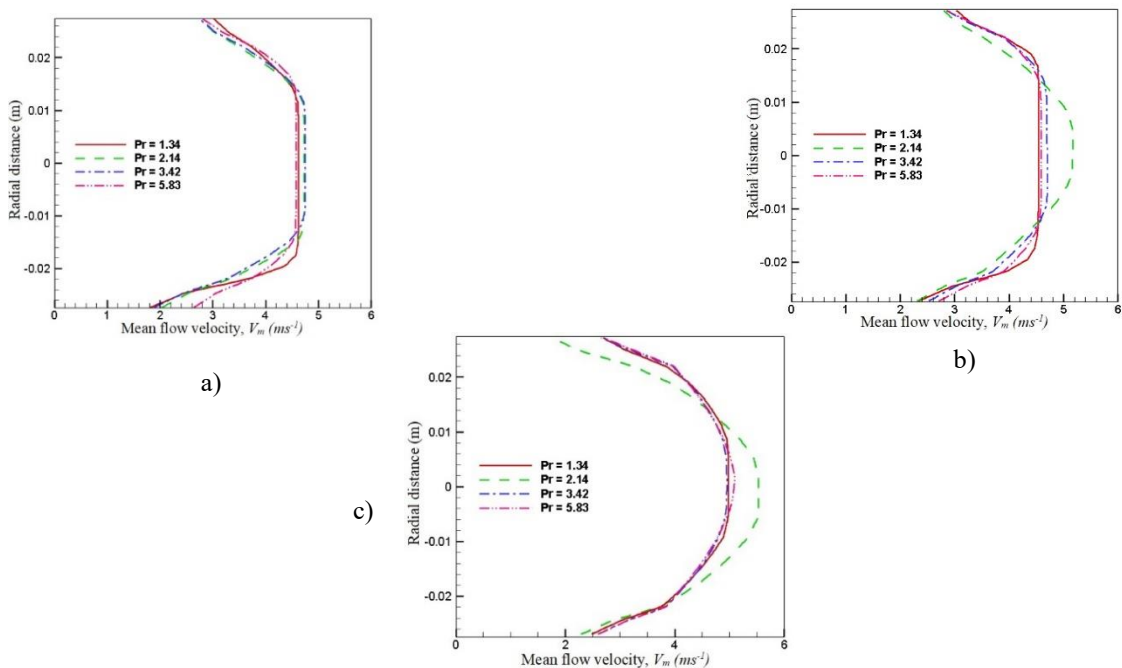 0.02
0.01
0
-0.01
-0.02
Radial distance (m)
Pr = 1.34
Pr = 2.14
Pr = 3.42
Pr = 5.83
0 1 2 3 4 5 6
Mean flow velocity, Vm (ms-1)
a)
0.02
0.01
0
-0.01
-0.02
Radial distance (m)
Pr = 1.34
Pr = 2.14
Pr = 3.42
Pr = 5.83
0 1 2 3 4 5 6
Mean flow velocity, Vm (ms-1)
b)
0.02
0.01
0
-0.01
-0.02
Radial distance (m)
Pr = 1.34
Pr = 2.14
Pr = 3.42
Pr = 5.83
c)
0 2 4 6
Mean flow velocity, Vm (ms-1)